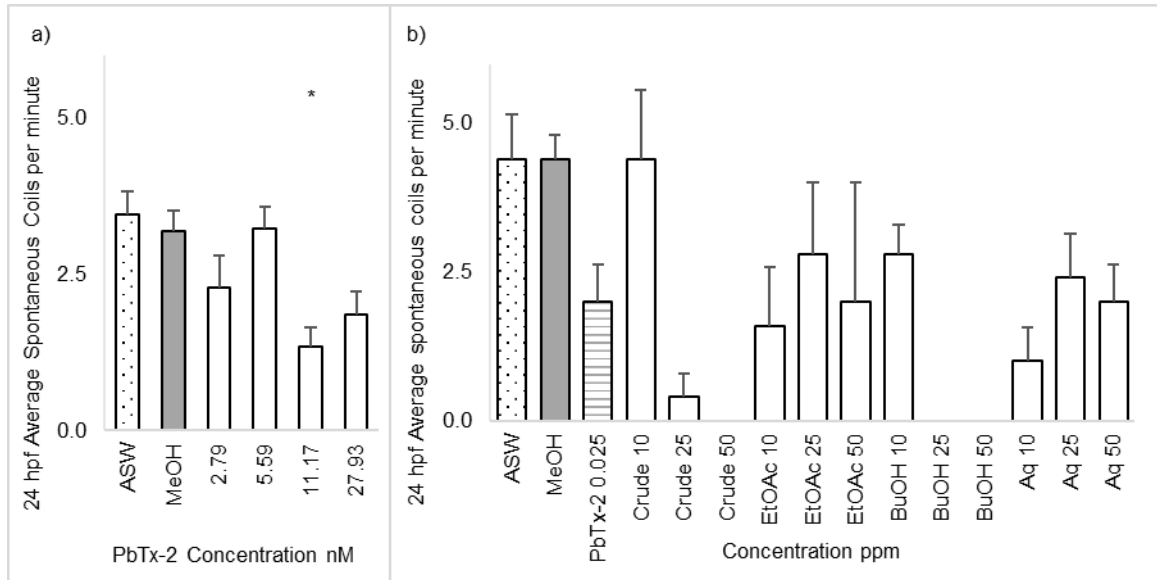 a)
24 hpf Average Spontaneous Coils per minute
5.0
2.5
0.0
*
ASW
MeOH
2.79
5.59
11.17
27.93
PbTx-2 Concentration nM
b)
24 hpf Average spontaneous coils per minute
5.0
2.5
0.0
ASW
MeOH
PbTx-2 0.025
Crude 10
Crude 25
Crude 50
EtOAc 10
EtOAc 25
EtOAc 50
BuOH 10
BuOH 25
BuOH 50
Aq 10
Aq 25
Aq 50
Concentration ppm